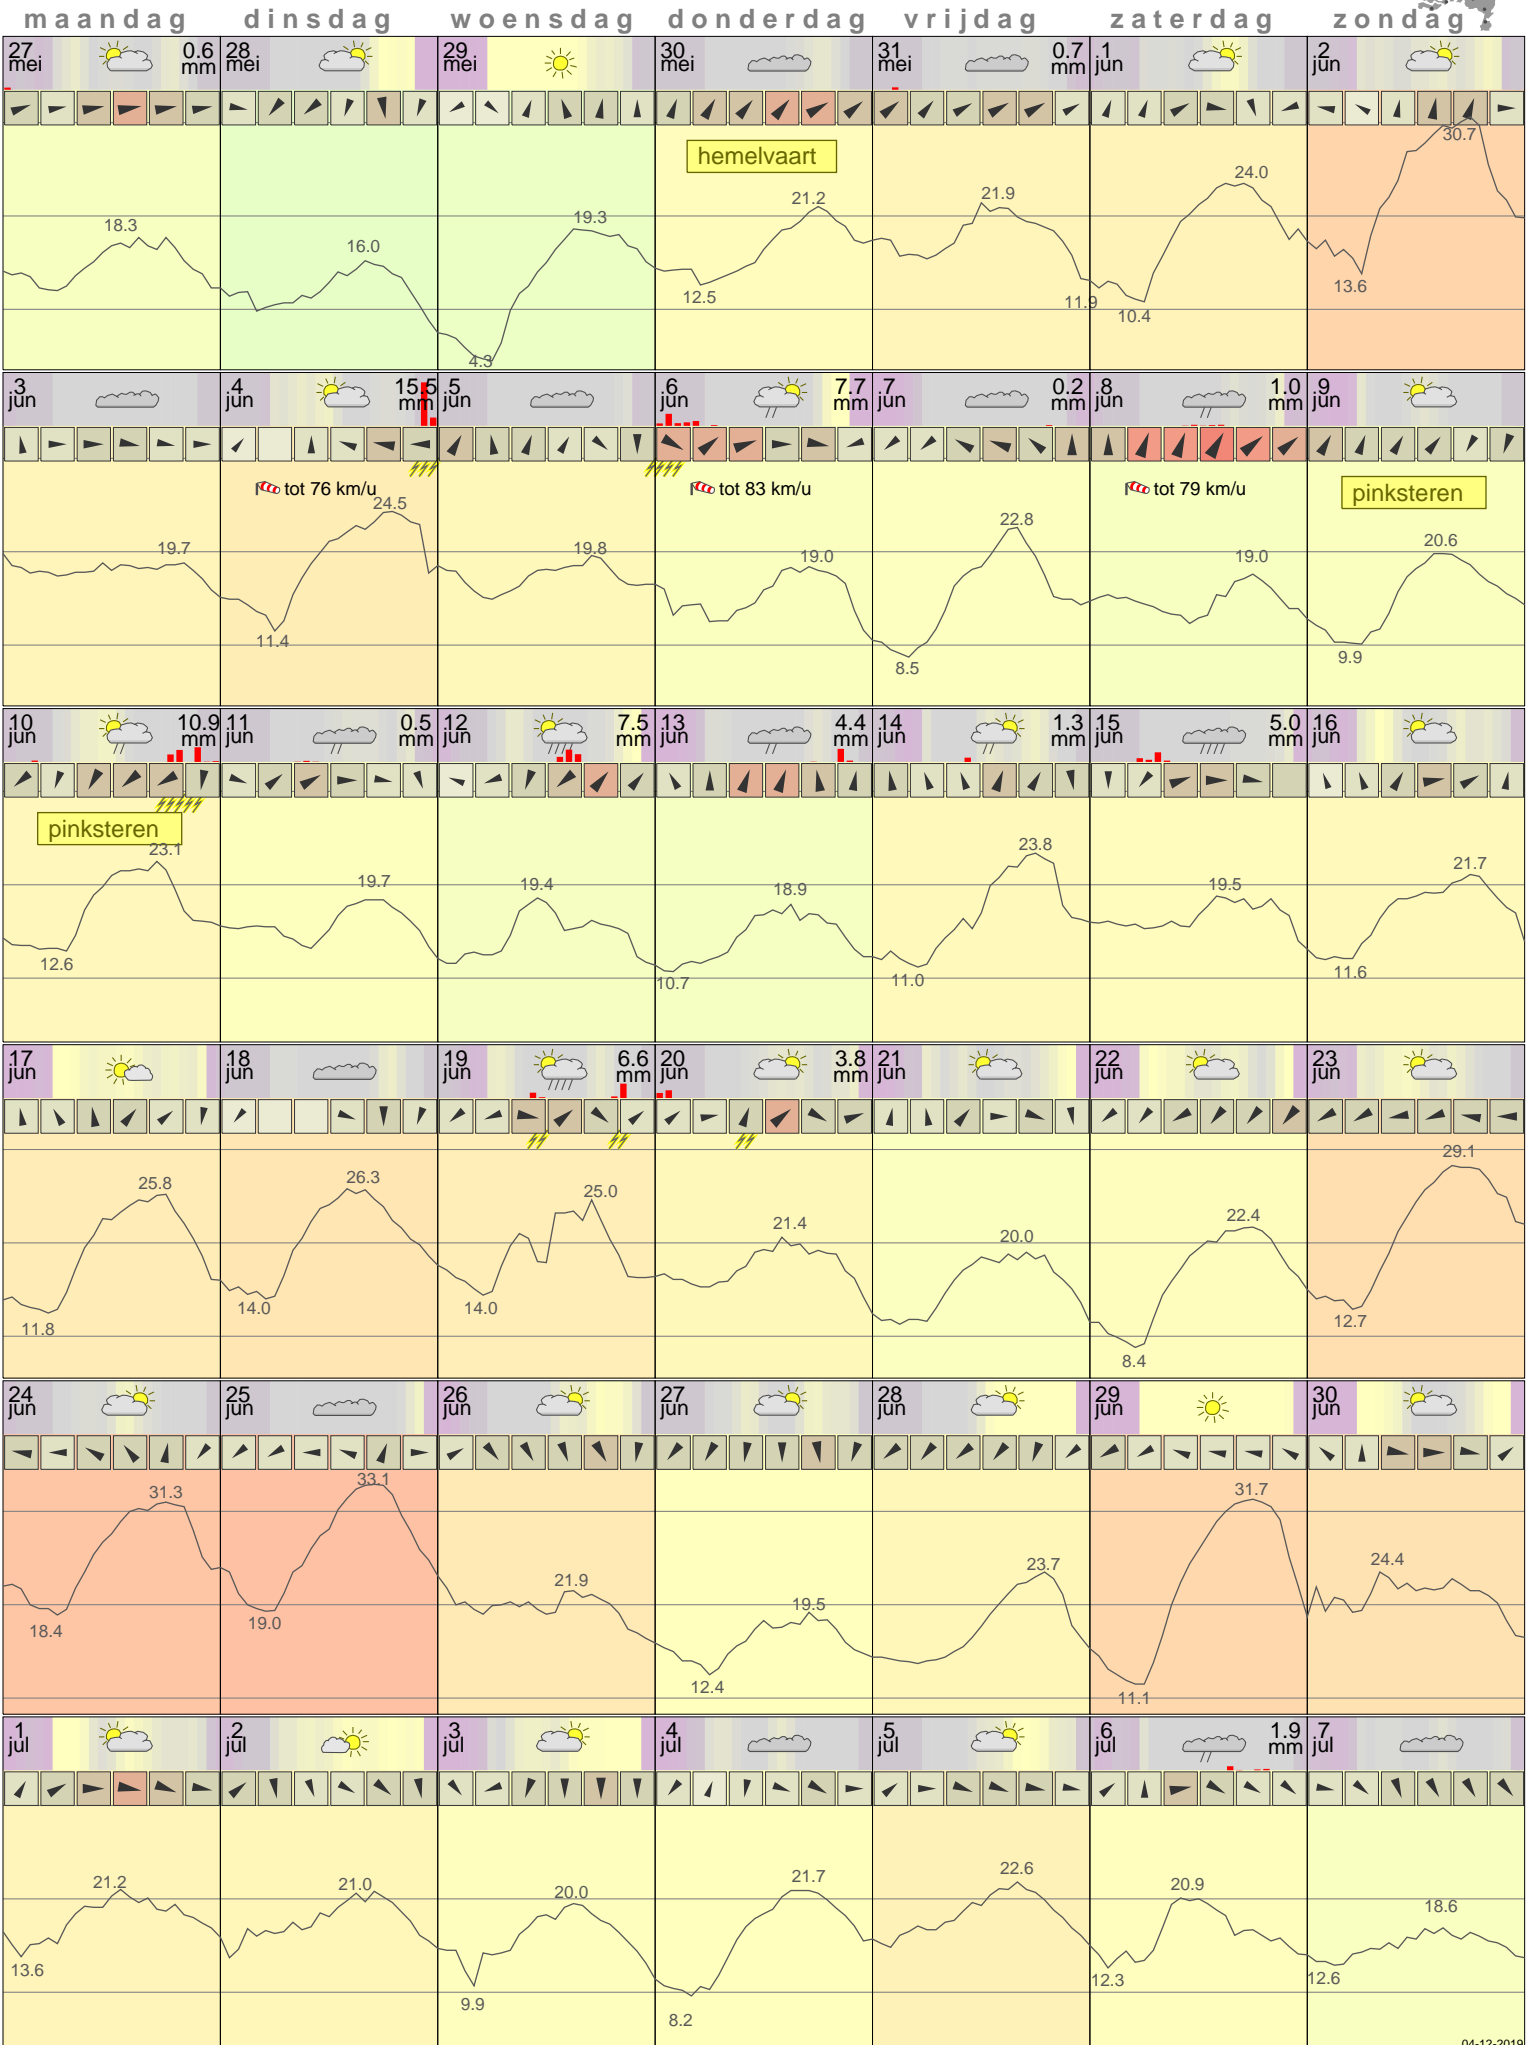 maandag dinsdag woensdag donderdag vrijdag zaterdag zondag
27 mei 0.6 mm 28 mei 29 mei 30 mei 31 mei 0.7 mm 1 jun 2 jun
hemelvaart
18.3 16.0 4.3 19.3 12.5 21.2 21.9 11.9 10.4 24.0 13.6 30.7
3 jun 4 jun 15.5 mm 5 jun 6 jun 7.7 mm 7 jun 0.2 mm 8 jun 1.0 mm 9 jun
tot 76 km/u tot 83 km/u tot 79 km/u pinksteren
19.7 11.4 24.5 19.8 19.0 8.5 22.8 19.0 9.9 20.6
10 jun 10.9 mm 11 jun 0.5 mm 12 jun 7.5 mm 13 jun 4.4 mm 14 jun 1.3 mm 15 jun 5.0 mm 16 jun
pinksteren
12.6 23.1 19.7 19.4 10.7 18.9 11.0 23.8 19.5 11.6 21.7
17 jun 18 jun 19 jun 6.6 mm 20 jun 3.8 mm 21 jun 22 jun 23 jun
11.8 25.8 14.0 26.3 14.0 25.0 21.4 20.0 8.4 22.4 12.7 29.1
24 jun 25 jun 26 jun 27 jun 28 jun 29 jun 30 jun
18.4 31.3 19.0 33.1 21.9 12.4 19.5 23.7 11.1 31.7 24.4
1 jul 2 jul 3 jul 4 jul 5 jul 6 jul 1.9 mm 7 jul
13.6 21.2 21.0 9.9 20.0 8.2 21.7 22.6 12.3 20.9 12.6 18.6
04-12-2019